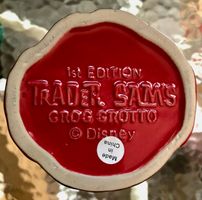 1st EDITION
TRADER SAM'S
GROG GROTTO
© Disney
Made in
China